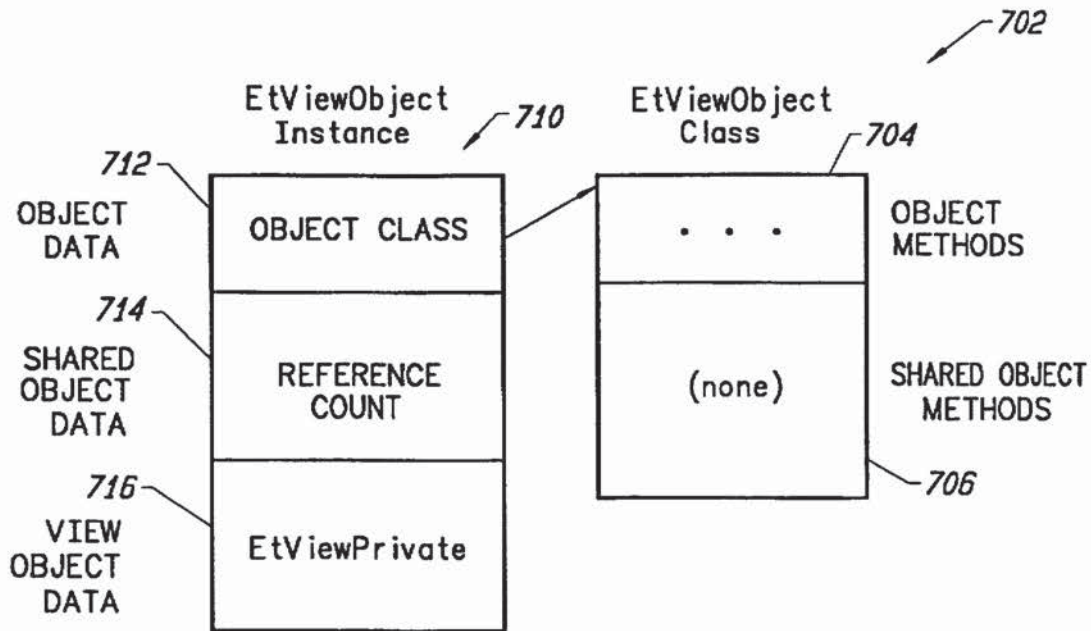 702
EtViewObject
Instance
710
EtViewObject
Class
704
712
OBJECT
DATA
OBJECT CLASS
. . .
OBJECT
METHODS
714
SHARED
OBJECT
DATA
REFERENCE
COUNT
(none)
SHARED OBJECT
METHODS
706
716
VIEW
OBJECT
DATA
EtViewPrivate